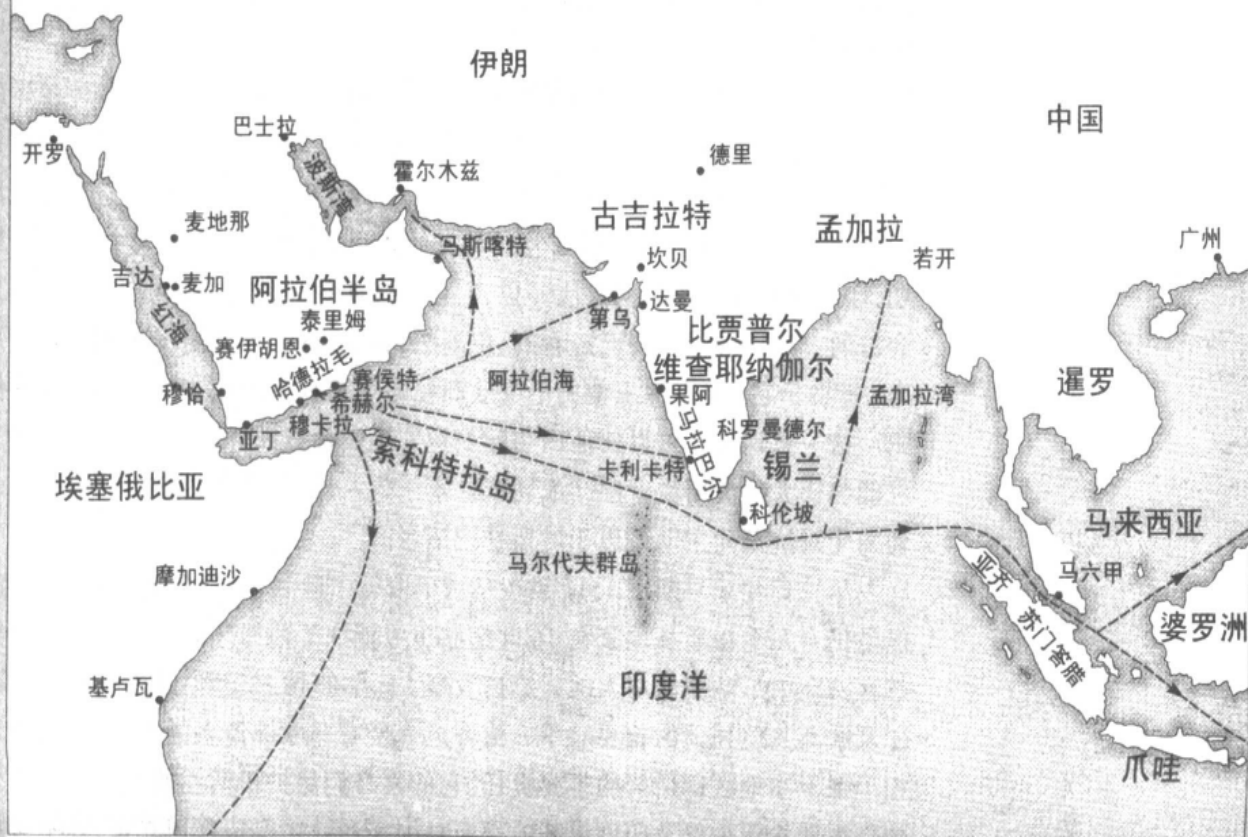 伊朗
中国
巴士拉
开罗
德里
波斯湾
霍尔木兹
古吉拉特
麦地那
孟加拉
广州
马斯喀特
若开
坎贝
吉达
麦加
阿拉伯半岛
达曼
第乌
红海
泰里姆
比贾普尔
赛伊胡恩
维查耶纳伽尔
哈德拉毛
赛侯特
阿拉伯海
暹罗
穆恰
希赫尔
果阿
孟加拉湾
穆卡拉
亚丁
马拉巴尔
科罗曼德尔
索科特拉岛
卡利卡特
锡兰
埃塞俄比亚
科伦坡
马来西亚
马尔代夫群岛
摩加迪沙
亚齐
马六甲
苏门答腊
婆罗洲
基卢瓦
印度洋
爪哇